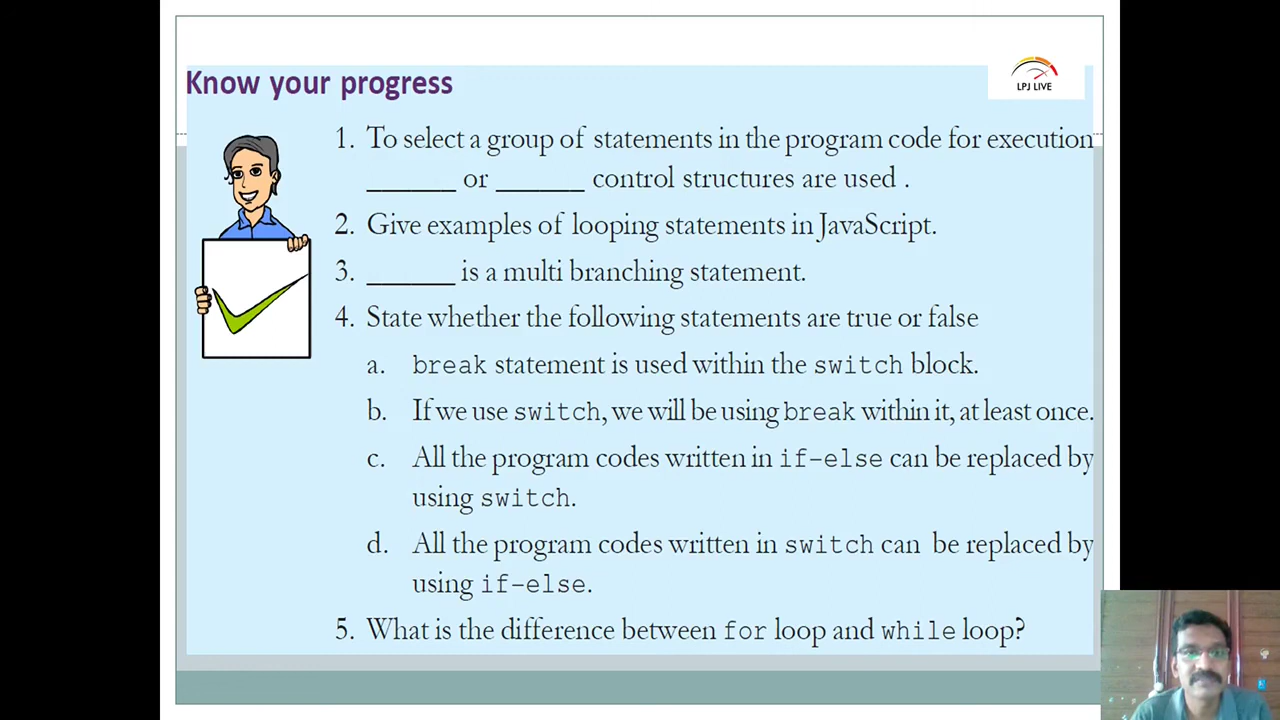 Know your progress
LPJ LIVE
1. To select a group of statements in the program code for execution
______ or ______ control structures are used .
2. Give examples of looping statements in JavaScript.
3. ______ is a multi branching statement.
4. State whether the following statements are true or false
a. break statement is used within the switch block.
b. If we use switch, we will be using break within it, at least once.
c. All the program codes written in if-else can be replaced by
using switch.
d. All the program codes written in switch can be replaced by
using if-else.
5. What is the difference between for loop and while loop?